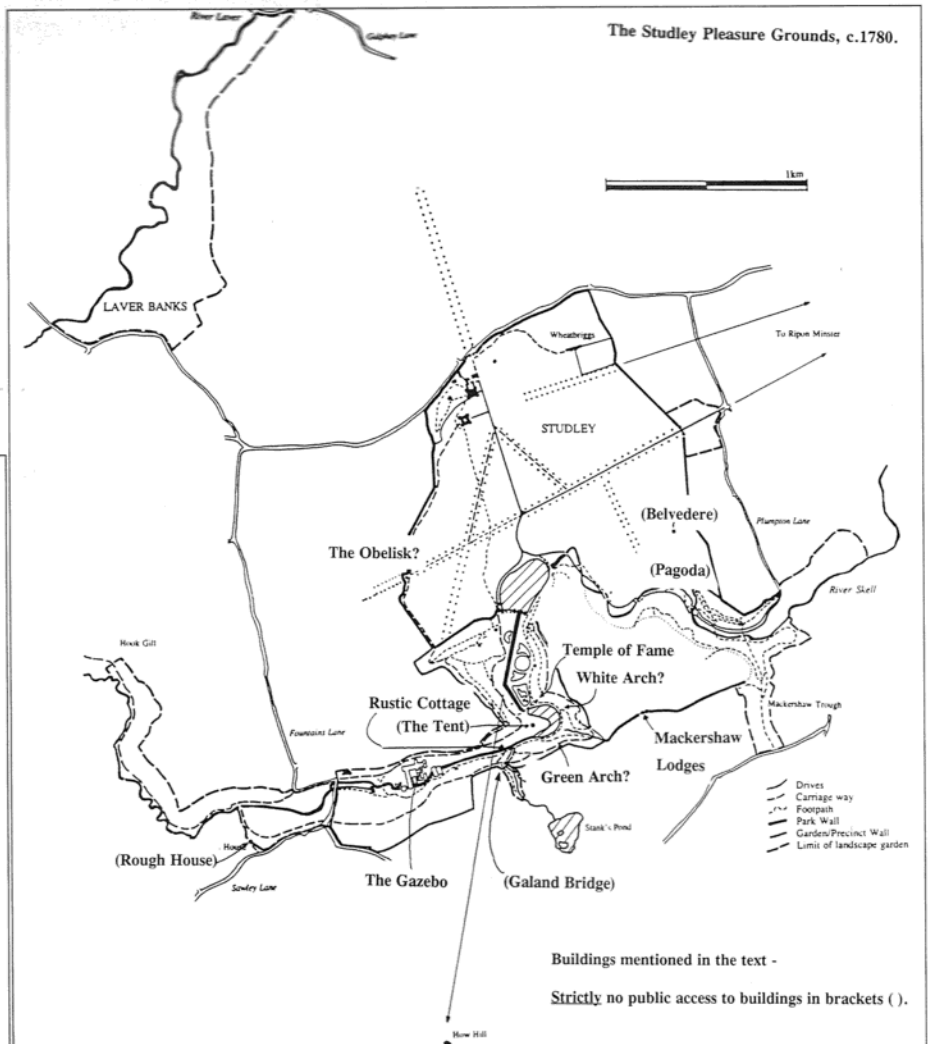 The Studley Pleasure Grounds, c.1780.
River Laver
Galphay Lane
1km
LAVER BANKS
Wheatbriggs
To Ripon Minster
STUDLEY
(Belvedere)
Plumpton Lane
The Obelisk?
(Pagoda)
River Skell
Hook Gill
Temple of Fame
White Arch?
Rustic Cottage
(The Tent)
Mackershaw Trough
Fountains Lane
Mackershaw
Lodges
Green Arch?
Drives
Carriage way
Footpath
Park Wall
Garden/Precinct Wall
Limit of landscape garden
Stank's Pond
House
(Rough House)
The Gazebo
(Galand Bridge)
Sawley Lane
Buildings mentioned in the text -
Strictly no public access to buildings in brackets ( ).
How Hill